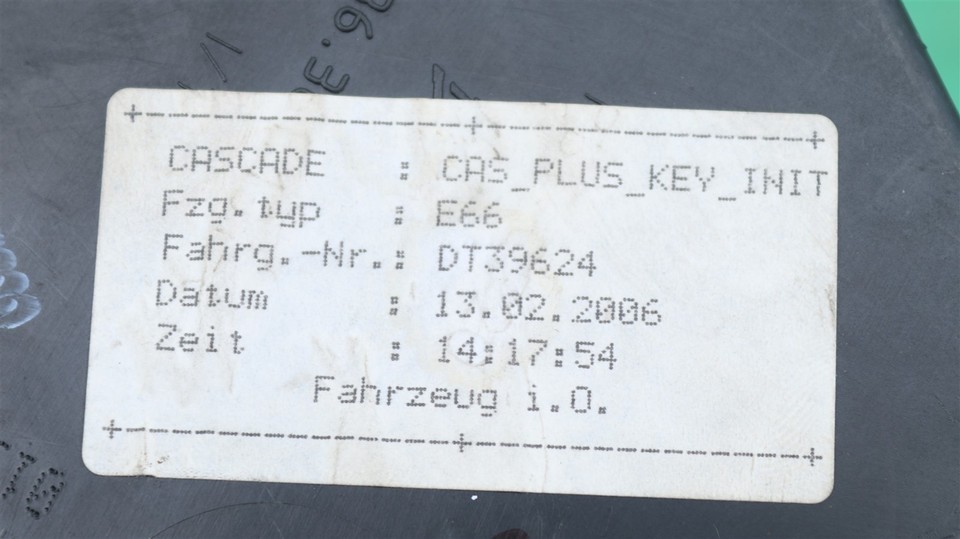 CASCADE : CAS_PLUS_KEY_INIT
Fzg.typ : E66
Fahrg.-Nr.: DT39624
Datum : 13.02.2006
Zeit : 14:17:54
Fahrzeug i.O.